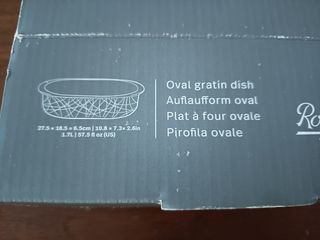 Oval gratin dish
Auflaufform oval
Plat à four ovale
Pirofila ovale
27.5 x 18.5 x 6.5cm | 10.8 x 7.3 x 2.6in
1.7L | 57.5 fl oz (US)
Ro